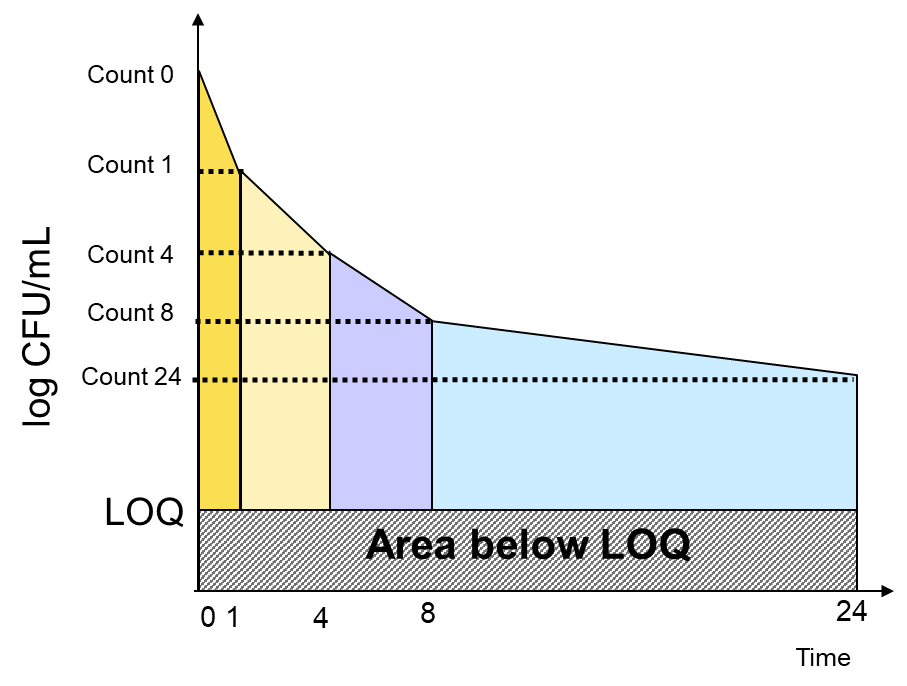 Count 0
Count 1
Count 4
Count 8
Count 24
log CFU/mL
LOQ
Area below LOQ
0 1 4 8 24
Time